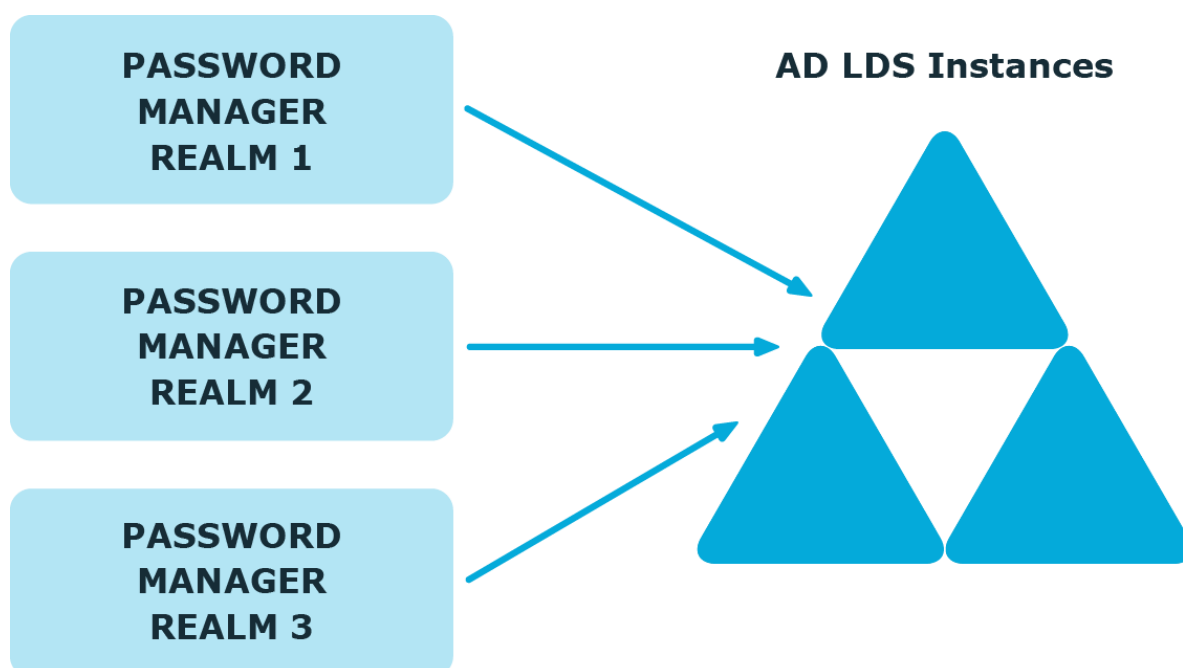 PASSWORD
MANAGER
REALM 1
AD LDS Instances
PASSWORD
MANAGER
REALM 2
PASSWORD
MANAGER
REALM 3